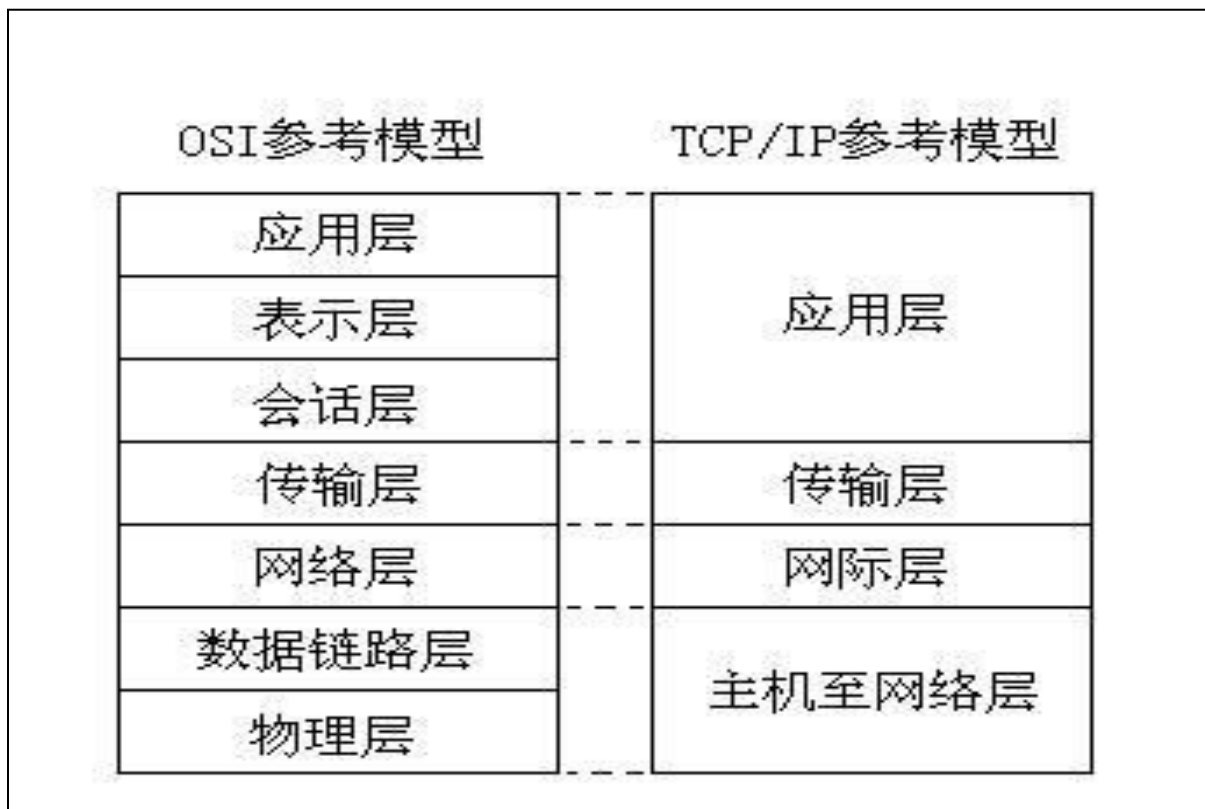 OSI参考模型
TCP/IP参考模型
应用层
表示层
会话层
传输层
网络层
数据链路层
物理层
应用层
传输层
网际层
主机至网络层